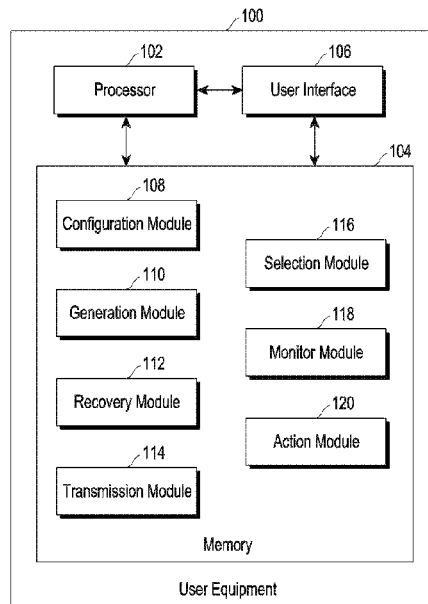 100
102
Processor
106
User Interface
104
108
Configuration Module
110
Generation Module
112
Recovery Module
114
Transmission Module
116
Selection Module
118
Monitor Module
120
Action Module
Memory
User Equipment